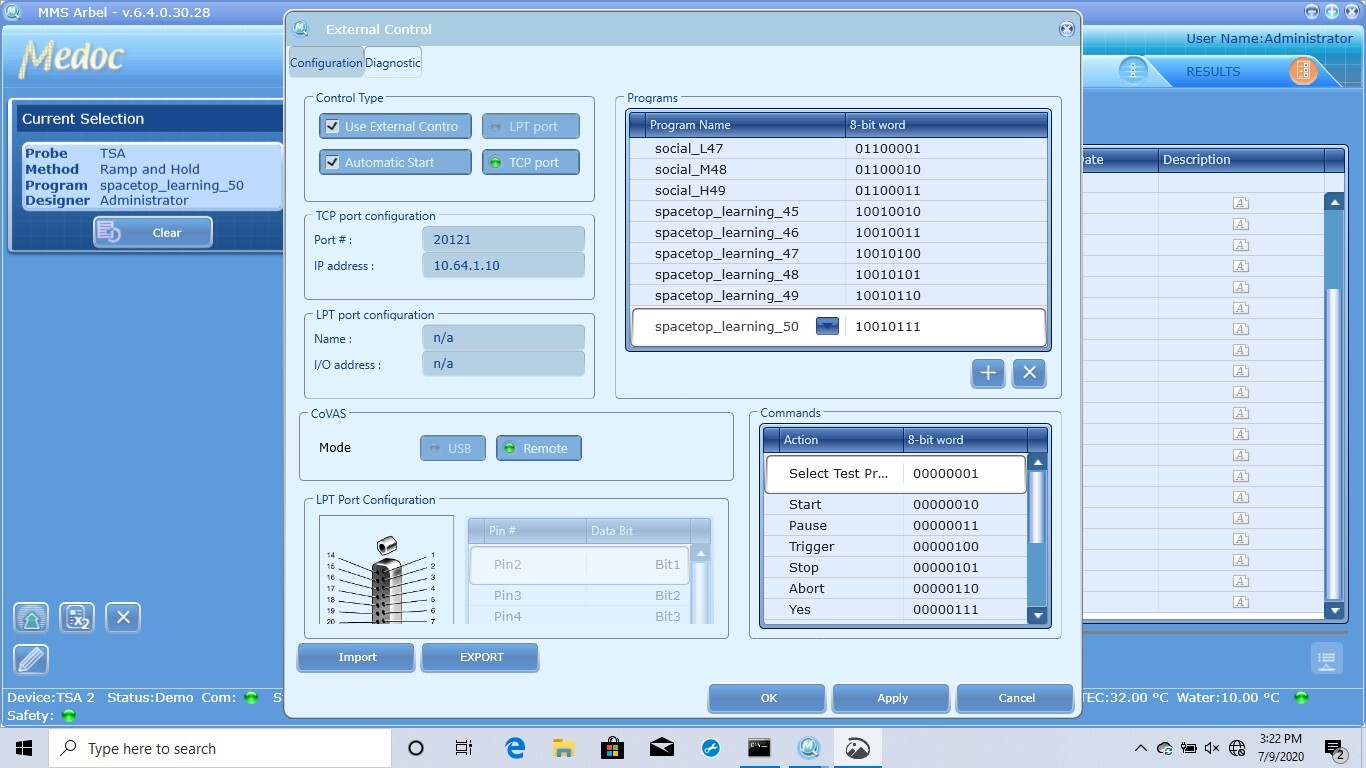 MMS Arbel - v.6.4.0.30.28
Medoc
User Name:Administrator
RESULTS
Current Selection
Probe TSA
Method Ramp and Hold
Program spacetop_learning_50
Designer Administrator
Clear
External Control
Configuration Diagnostic
Control Type
Use External Contro LPT port
Automatic Start TCP port
TCP port configuration
Port # : 20121
IP address : 10.64.1.10
LPT port configuration
Name : n/a
I/O address : n/a
Programs
Program Name 8-bit word
social_L47 01100001
social_M48 01100010
social_H49 01100011
spacetop_learning_45 10010010
spacetop_learning_46 10010011
spacetop_learning_47 10010100
spacetop_learning_48 10010101
spacetop_learning_49 10010110
spacetop_learning_50 10010111
CoVAS
Mode USB Remote
LPT Port Configuration
14 1
15 2
16 3
17 4
18 5
19 6
20 7
Pin # Data Bit
Pin2 Bit1
Pin3 Bit2
Pin4 Bit3
Commands
Action 8-bit word
Select Test Pr... 00000001
Start 00000010
Pause 00000011
Trigger 00000100
Stop 00000101
Abort 00000110
Yes 00000111
Import EXPORT
OK Apply Cancel
ate Description
Device:TSA 2 Status:Demo Com:
TEC:32.00 °C Water:10.00 °C
Safety:
Type here to search
3:22 PM
7/9/2020
2